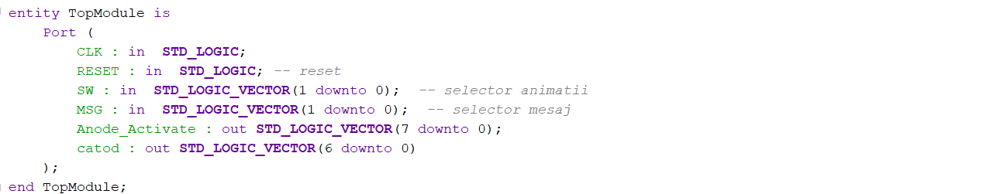 entity TopModule is
Port (
CLK : in STD_LOGIC;
RESET : in STD_LOGIC; -- reset
SW : in STD_LOGIC_VECTOR(1 downto 0); -- selector animatii
MSG : in STD_LOGIC_VECTOR(1 downto 0); -- selector mesaj
Anode_Activate : out STD_LOGIC_VECTOR(7 downto 0);
catod : out STD_LOGIC_VECTOR(6 downto 0)
);
end TopModule;